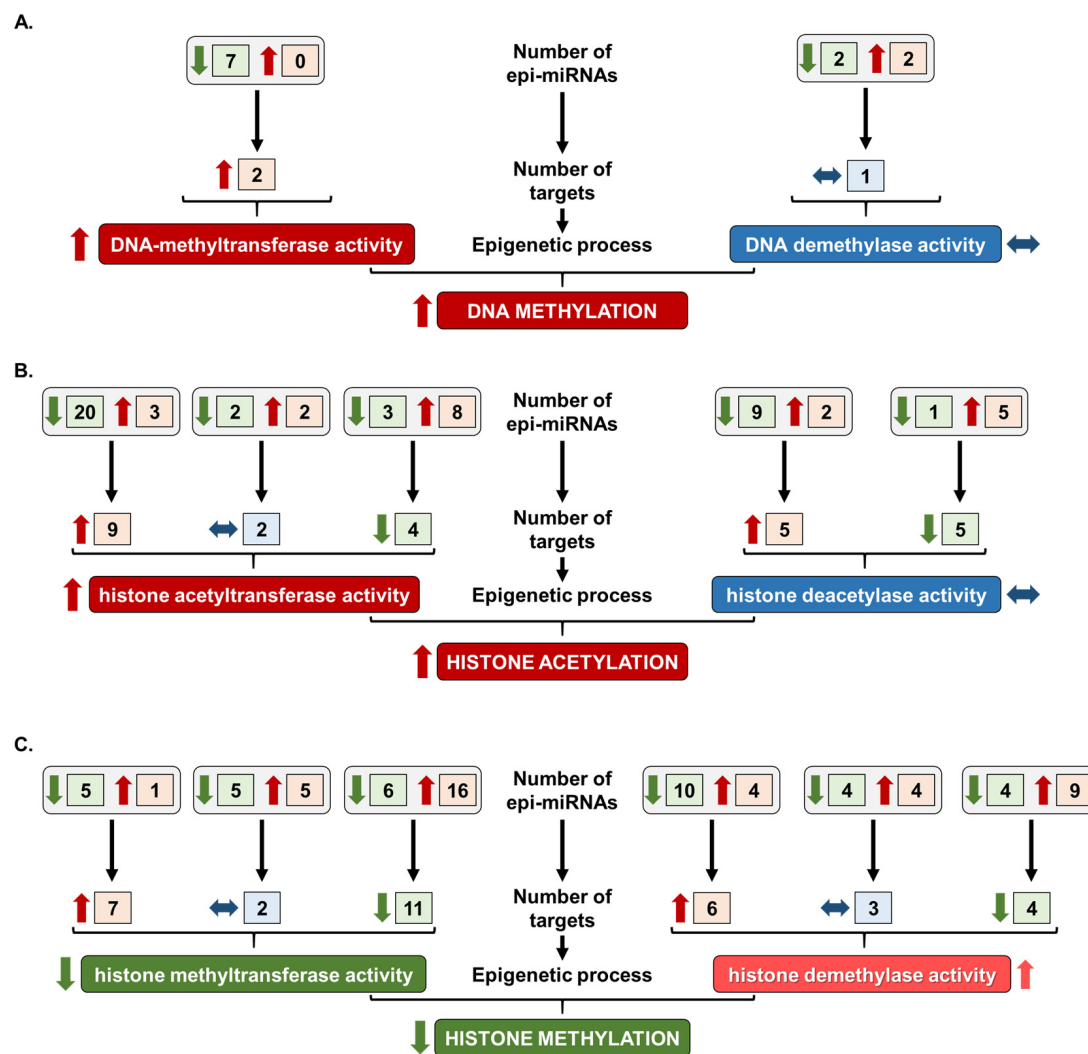 A.
7 0
Number of
epi-miRNAs
2 2
2
Number of
targets
1
DNA-methyltransferase activity
Epigenetic process
DNA demethylase activity
DNA METHYLATION
B.
20 3
2 2
3 8
Number of
epi-miRNAs
9 2
1 5
9
2
4
Number of
targets
5
5
histone acetyltransferase activity
Epigenetic process
histone deacetylase activity
HISTONE ACETYLATION
C.
5 1
5 5
6 16
Number of
epi-miRNAs
10 4
4 4
4 9
7
2
11
Number of
targets
6
3
4
histone methyltransferase activity
Epigenetic process
histone demethylase activity
HISTONE METHYLATION